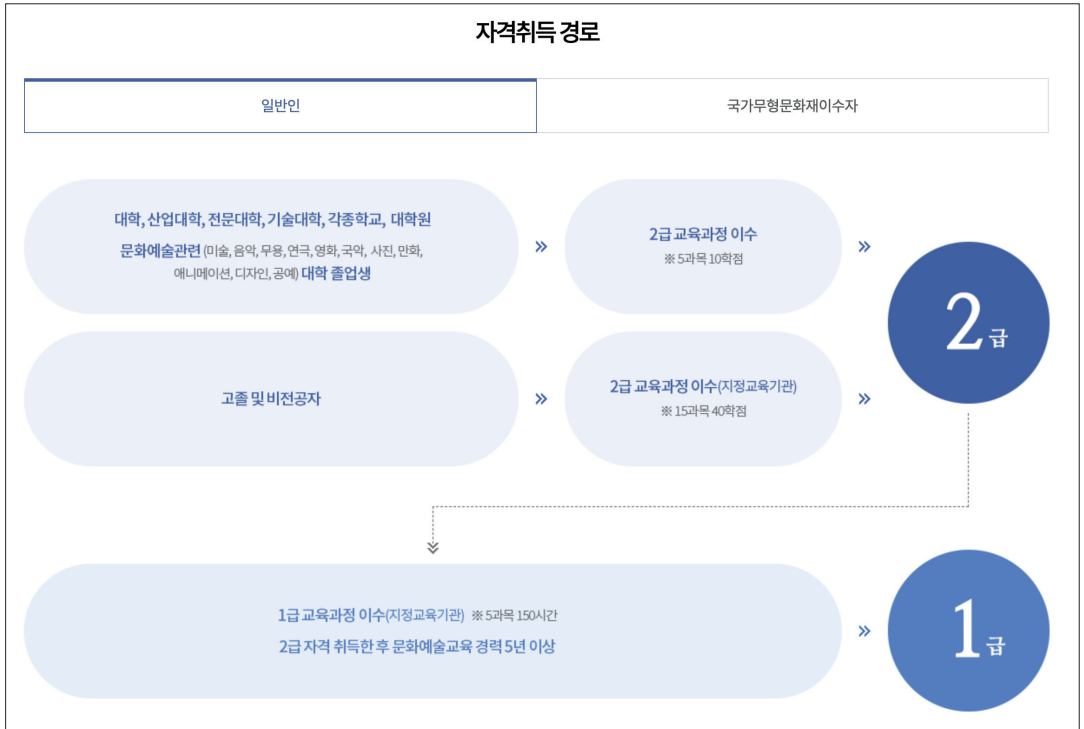 자격취득 경로
일반인
국가무형문화재이수자
대학, 산업대학, 전문대학, 기술대학, 각종학교, 대학원
문화예술관련 (미술, 음악, 무용, 연극, 영화, 국악, 사진, 만화,
애니메이션, 디자인, 공예) 대학 졸업생
»
2급 교육과정 이수
※ 5과목 10학점
»
고졸 및 비전공자
»
2급 교육과정 이수(지정교육기관)
※ 15과목 40학점
»
2급
1급 교육과정 이수(지정교육기관) ※ 5과목 150시간
2급 자격 취득한 후 문화예술교육 경력 5년 이상
»
1급